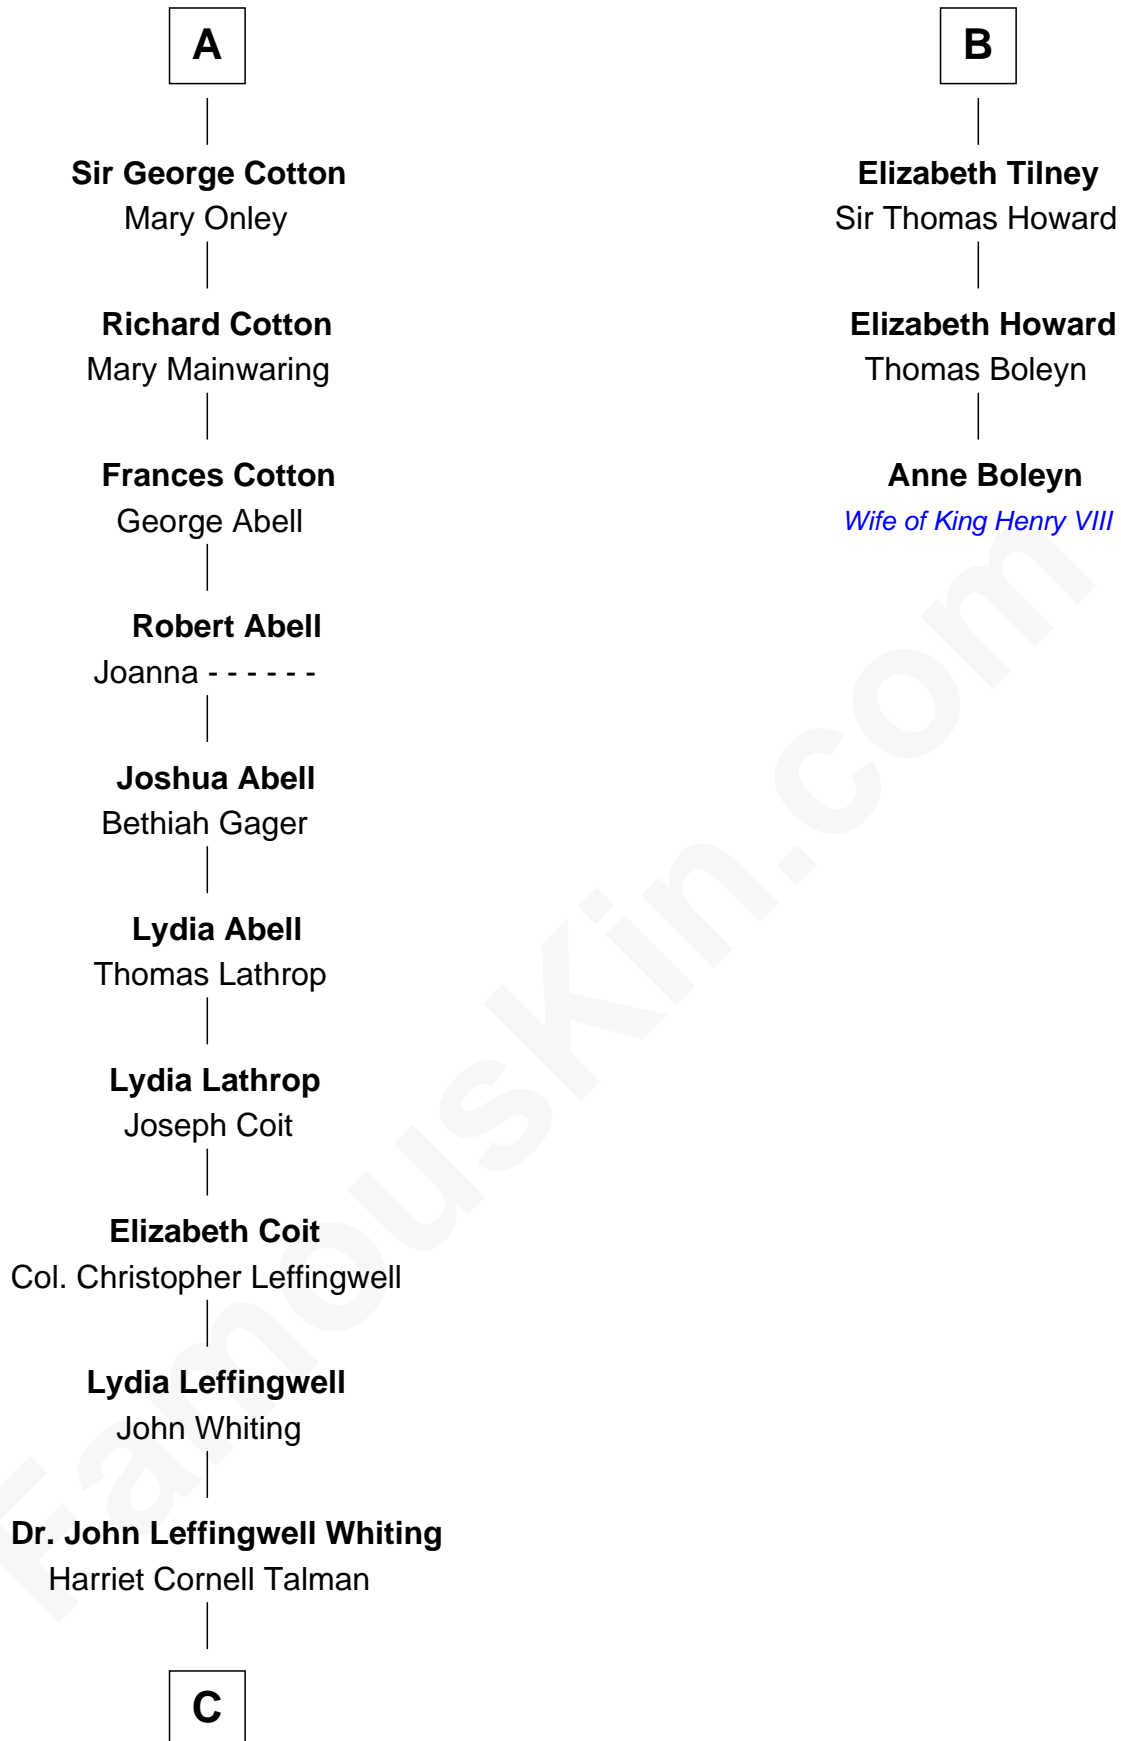 A
Sir George Cotton
Mary Onley
Richard Cotton
Mary Mainwaring
Frances Cotton
George Abell
Robert Abell
Joanna - - - - - -
Joshua Abell
Bethiah Gager
Lydia Abell
Thomas Lathrop
Lydia Lathrop
Joseph Coit
Elizabeth Coit
Col. Christopher Leffingwell
Lydia Leffingwell
John Whiting
Dr. John Leffingwell Whiting
Harriet Cornell Talman
C
B
Elizabeth Tilney
Sir Thomas Howard
Elizabeth Howard
Thomas Boleyn
Anne Boleyn
Wife of King Henry VIII
FamousKin.com